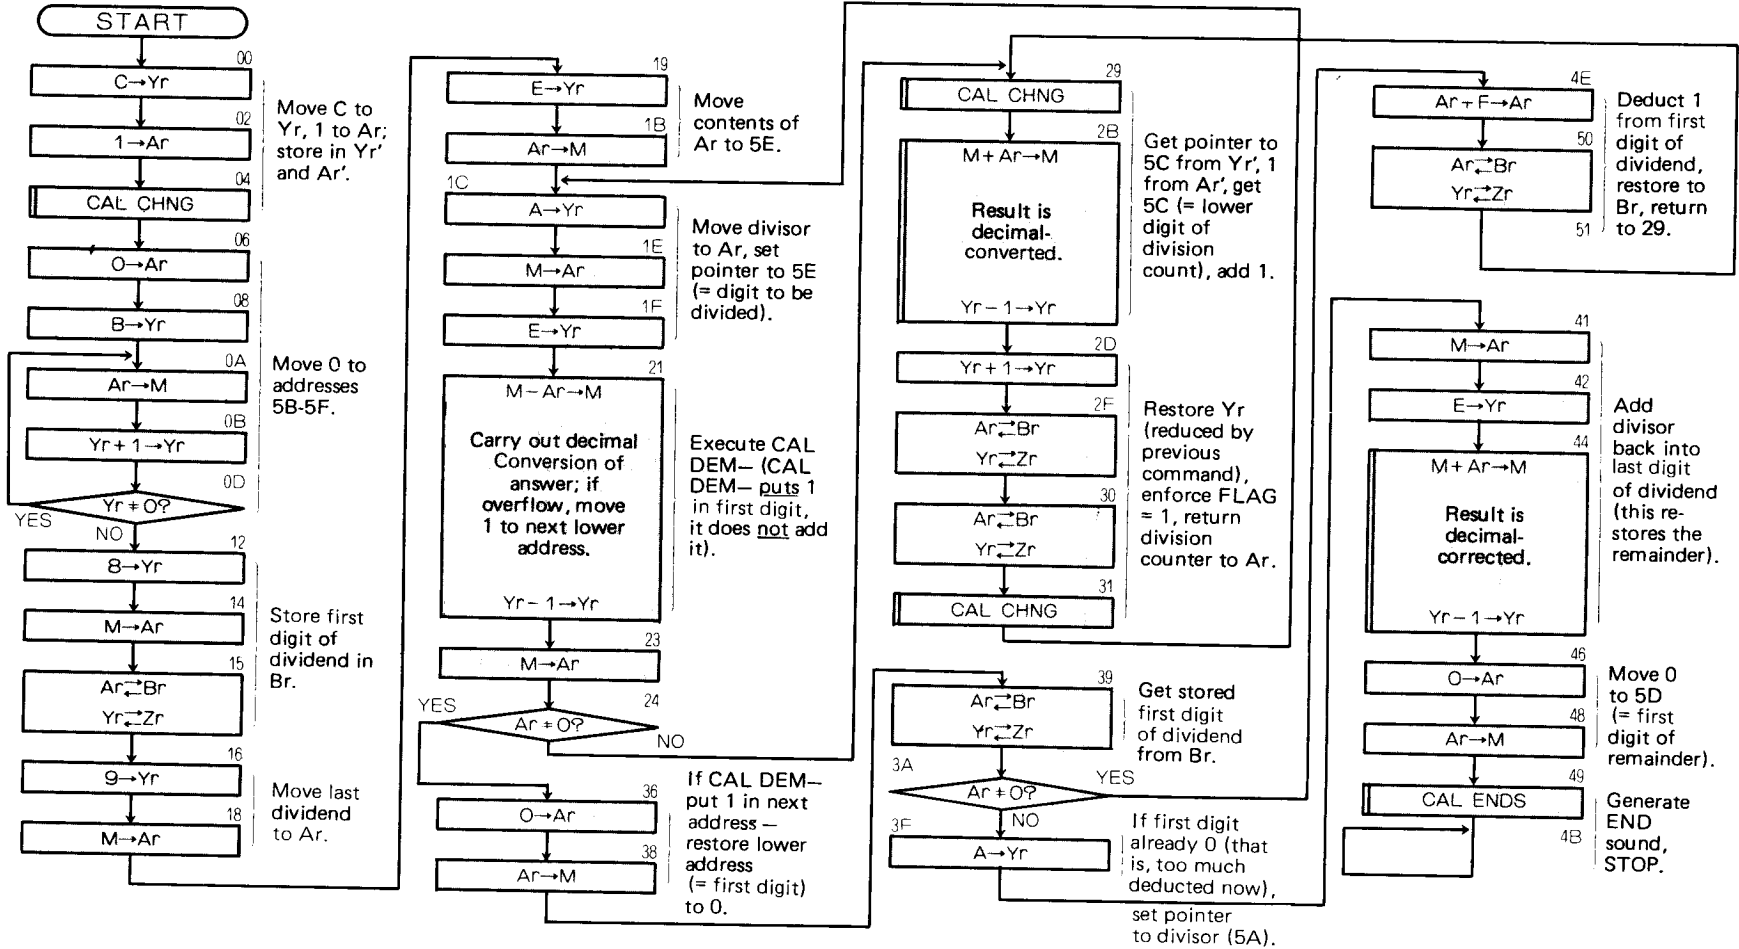 START
00
C→Yr
02
1→Ar
04
CAL CHNG
Move C to
Yr, 1 to Ar;
store in Yr'
and Ar'.
06
O→Ar
08
B→Yr
0A
Ar→M
0B
Yr + 1→Yr
0D
Yr ≠ 0?
YES
NO
Move 0 to
addresses
5B-5F.
12
8→Yr
14
M→Ar
15
Ar⇄Br
Yr⇄Zr
Store first
digit of
dividend in
Br.
16
9→Yr
18
M→Ar
Move last
dividend
to Ar.
19
E→Yr
1B
Ar→M
Move
contents of
Ar to 5E.
1C
A→Yr
1E
M→Ar
1F
E→Yr
Move divisor
to Ar, set
pointer to 5E
(= digit to be
divided).
21
M−Ar→M
Carry out decimal
Conversion of
answer; if
overflow, move
1 to next lower
address.
Yr−1→Yr
Execute CAL
DEM− (CAL
DEM− puts 1
in first digit,
it does not add
it).
23
M→Ar
24
Ar ≠ 0?
YES
NO
36
O→Ar
38
Ar→M
If CAL DEM−
put 1 in next
address −
restore lower
address
(= first digit)
to 0.
29
CAL CHNG
2B
M + Ar→M
Result is
decimal-
converted.
Yr − 1→Yr
Get pointer to
5C from Yr', 1
from Ar', get
5C (= lower
digit of
division
count), add 1.
2D
Yr + 1→Yr
2F
Ar⇄Br
Yr⇄Zr
30
Ar⇄Br
Yr⇄Zr
31
CAL CHNG
Restore Yr
(reduced by
previous
command),
enforce FLAG
= 1, return
division
counter to Ar.
39
Ar⇄Br
Yr⇄Zr
Get stored
first digit
of dividend
from Br.
3A
Ar ≠ 0?
YES
NO
3F
A→Yr
If first digit
already 0 (that
is, too much
deducted now),
set pointer
to divisor (5A).
4E
Ar + F→Ar
50
Ar⇄Br
Yr⇄Zr
51
Deduct 1
from first
digit of
dividend,
restore to
Br, return
to 29.
41
M→Ar
42
E→Yr
44
M + Ar→M
Result is
decimal-
corrected.
Yr − 1→Yr
Add
divisor
back into
last digit
of dividend
(this re-
stores the
remainder).
46
O→Ar
48
Ar→M
Move 0
to 5D
(= first
digit of
remainder).
49
CAL ENDS
4B
Generate
END
sound,
STOP.